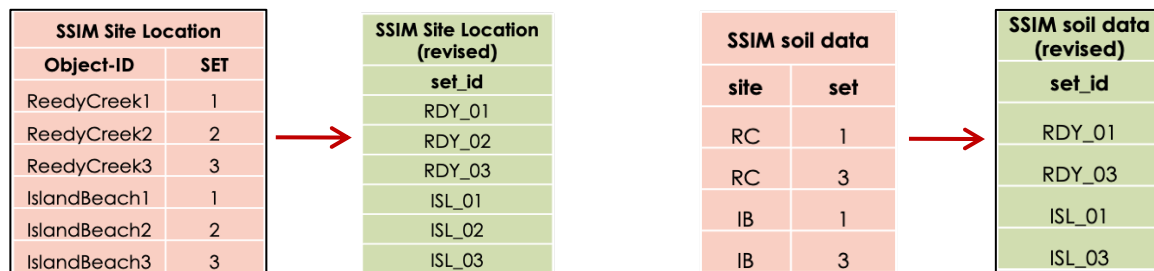 SSIM Site Location
Object-ID SET
ReedyCreek1 1
ReedyCreek2 2
ReedyCreek3 3
IslandBeach1 1
IslandBeach2 2
IslandBeach3 3
SSIM Site Location
(revised)
set_id
RDY_01
RDY_02
RDY_03
ISL_01
ISL_02
ISL_03
SSIM soil data
site set
RC 1
RC 3
IB 1
IB 3
SSIM soil data
(revised)
set_id
RDY_01
RDY_03
ISL_01
ISL_03